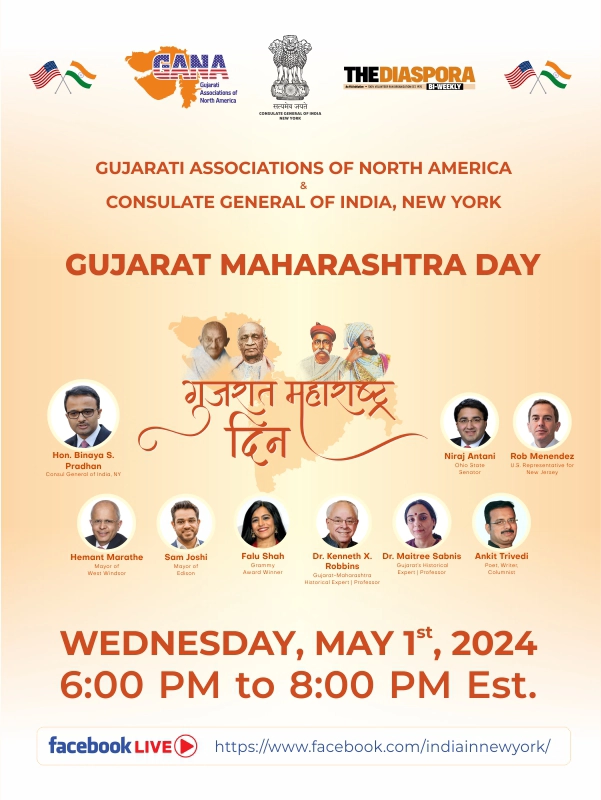 GANA
Gujarati
Associations of
North America
सत्यमेव जयते
CONSULATE GENERAL OF INDIA
NEW YORK
THEDIASPORA
BI-WEEKLY
GUJARATI ASSOCIATIONS OF NORTH AMERICA
&
CONSULATE GENERAL OF INDIA, NEW YORK
GUJARAT MAHARASHTRA DAY
गुजरात महाराष्ट्र
दिन
Hon. Binaya S.
Pradhan
Consul General of India, NY
Niraj Antani
Ohio State
Senator
Rob Menendez
U.S. Representative for
New Jersey
Hemant Marathe
Mayor of
West Windsor
Sam Joshi
Mayor of
Edison
Falu Shah
Grammy
Award Winner
Dr. Kenneth X.
Robbins
Gujarat-Maharashtra
Historical Expert | Professor
Dr. Maitree Sabnis
Gujarat's Historical
Expert | Professor
Ankit Trivedi
Poet, Writer,
Columnist
WEDNESDAY, MAY 1st, 2024
6:00 PM to 8:00 PM Est.
facebook LIVE
https://www.facebook.com/indiainnewyork/